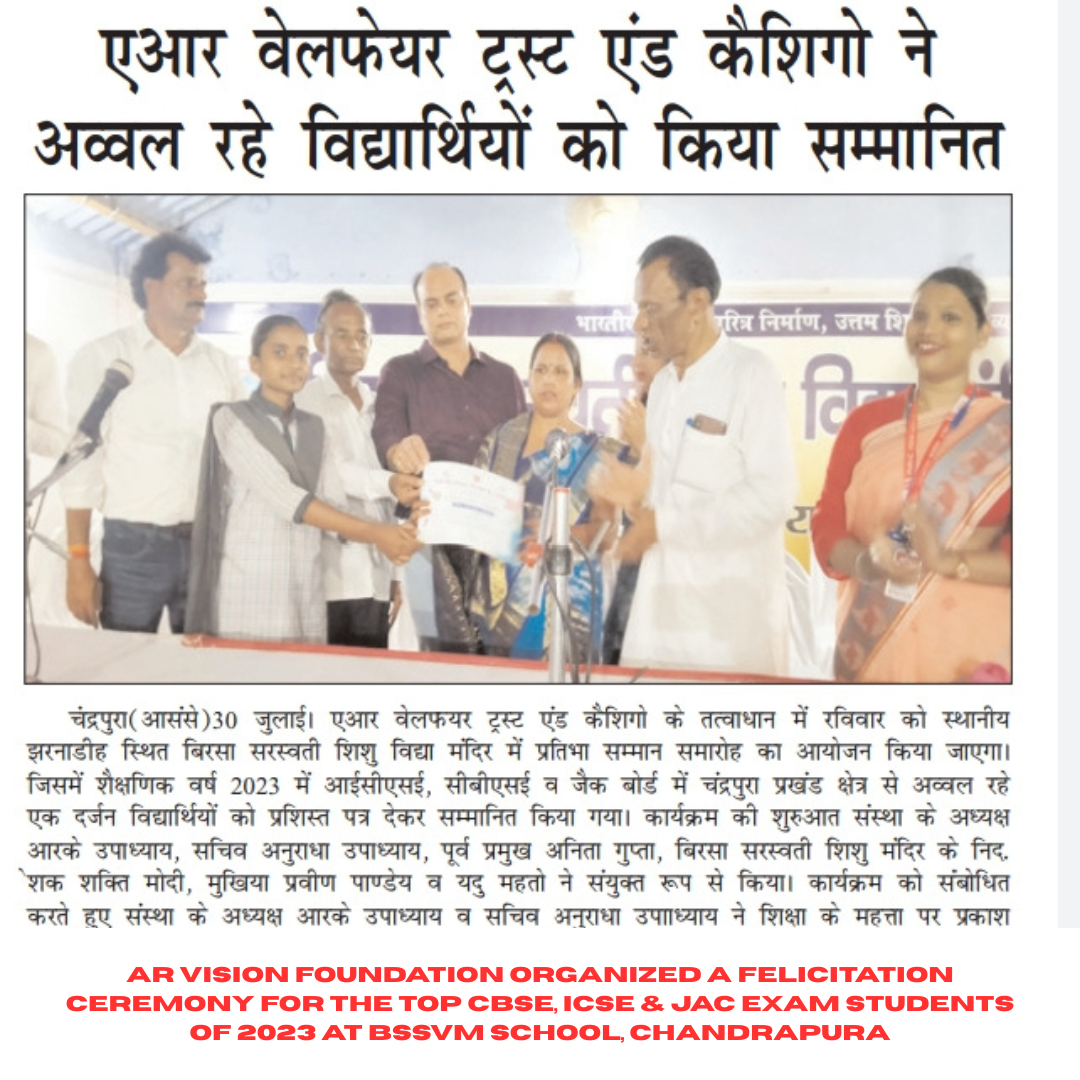 एआर वेलफेयर ट्रस्ट एंड कैशिगो ने
अव्वल रहे विद्यार्थियों को किया सम्मानित
भारतीय
रित्र निर्माण, उत्तम शि
वि
चंद्रपुरा(आसंसे)30 जुलाई। एआर वेलफयर ट्रस्ट एंड कैशिगो के तत्वाधान में रविवार को स्थानीय
झरनाडीह स्थित बिरसा सरस्वती शिशु विद्या मंदिर में प्रतिभा सम्मान समारोह का आयोजन किया जाएगा।
जिसमें शैक्षणिक वर्ष 2023 में आईसीएसई, सीबीएसई व जैक बोर्ड में चंद्रपुरा प्रखंड क्षेत्र से अव्वल रहे
एक दर्जन विद्यार्थियों को प्रशिस्त पत्र देकर सम्मानित किया गया। कार्यक्रम की शुरुआत संस्था के अध्यक्ष
आरके उपाध्याय, सचिव अनुराधा उपाध्याय, पूर्व प्रमुख अनिता गुप्ता, बिरसा सरस्वती शिशु मंदिर के निद.
ेशक शक्ति मोदी, मुखिया प्रवीण पाण्डेय व यदु महतो ने संयुक्त रूप से किया। कार्यक्रम को संबोधित
करते हुए संस्था के अध्यक्ष आरके उपाध्याय व सचिव अनुराधा उपााध्याय ने शिक्षा के महत्ता पर प्रकाश
AR VISION FOUNDATION ORGANIZED A FELICITATION
CEREMONY FOR THE TOP CBSE, ICSE & JAC EXAM STUDENTS
OF 2023 AT BSSVM SCHOOL, CHANDRAPURA